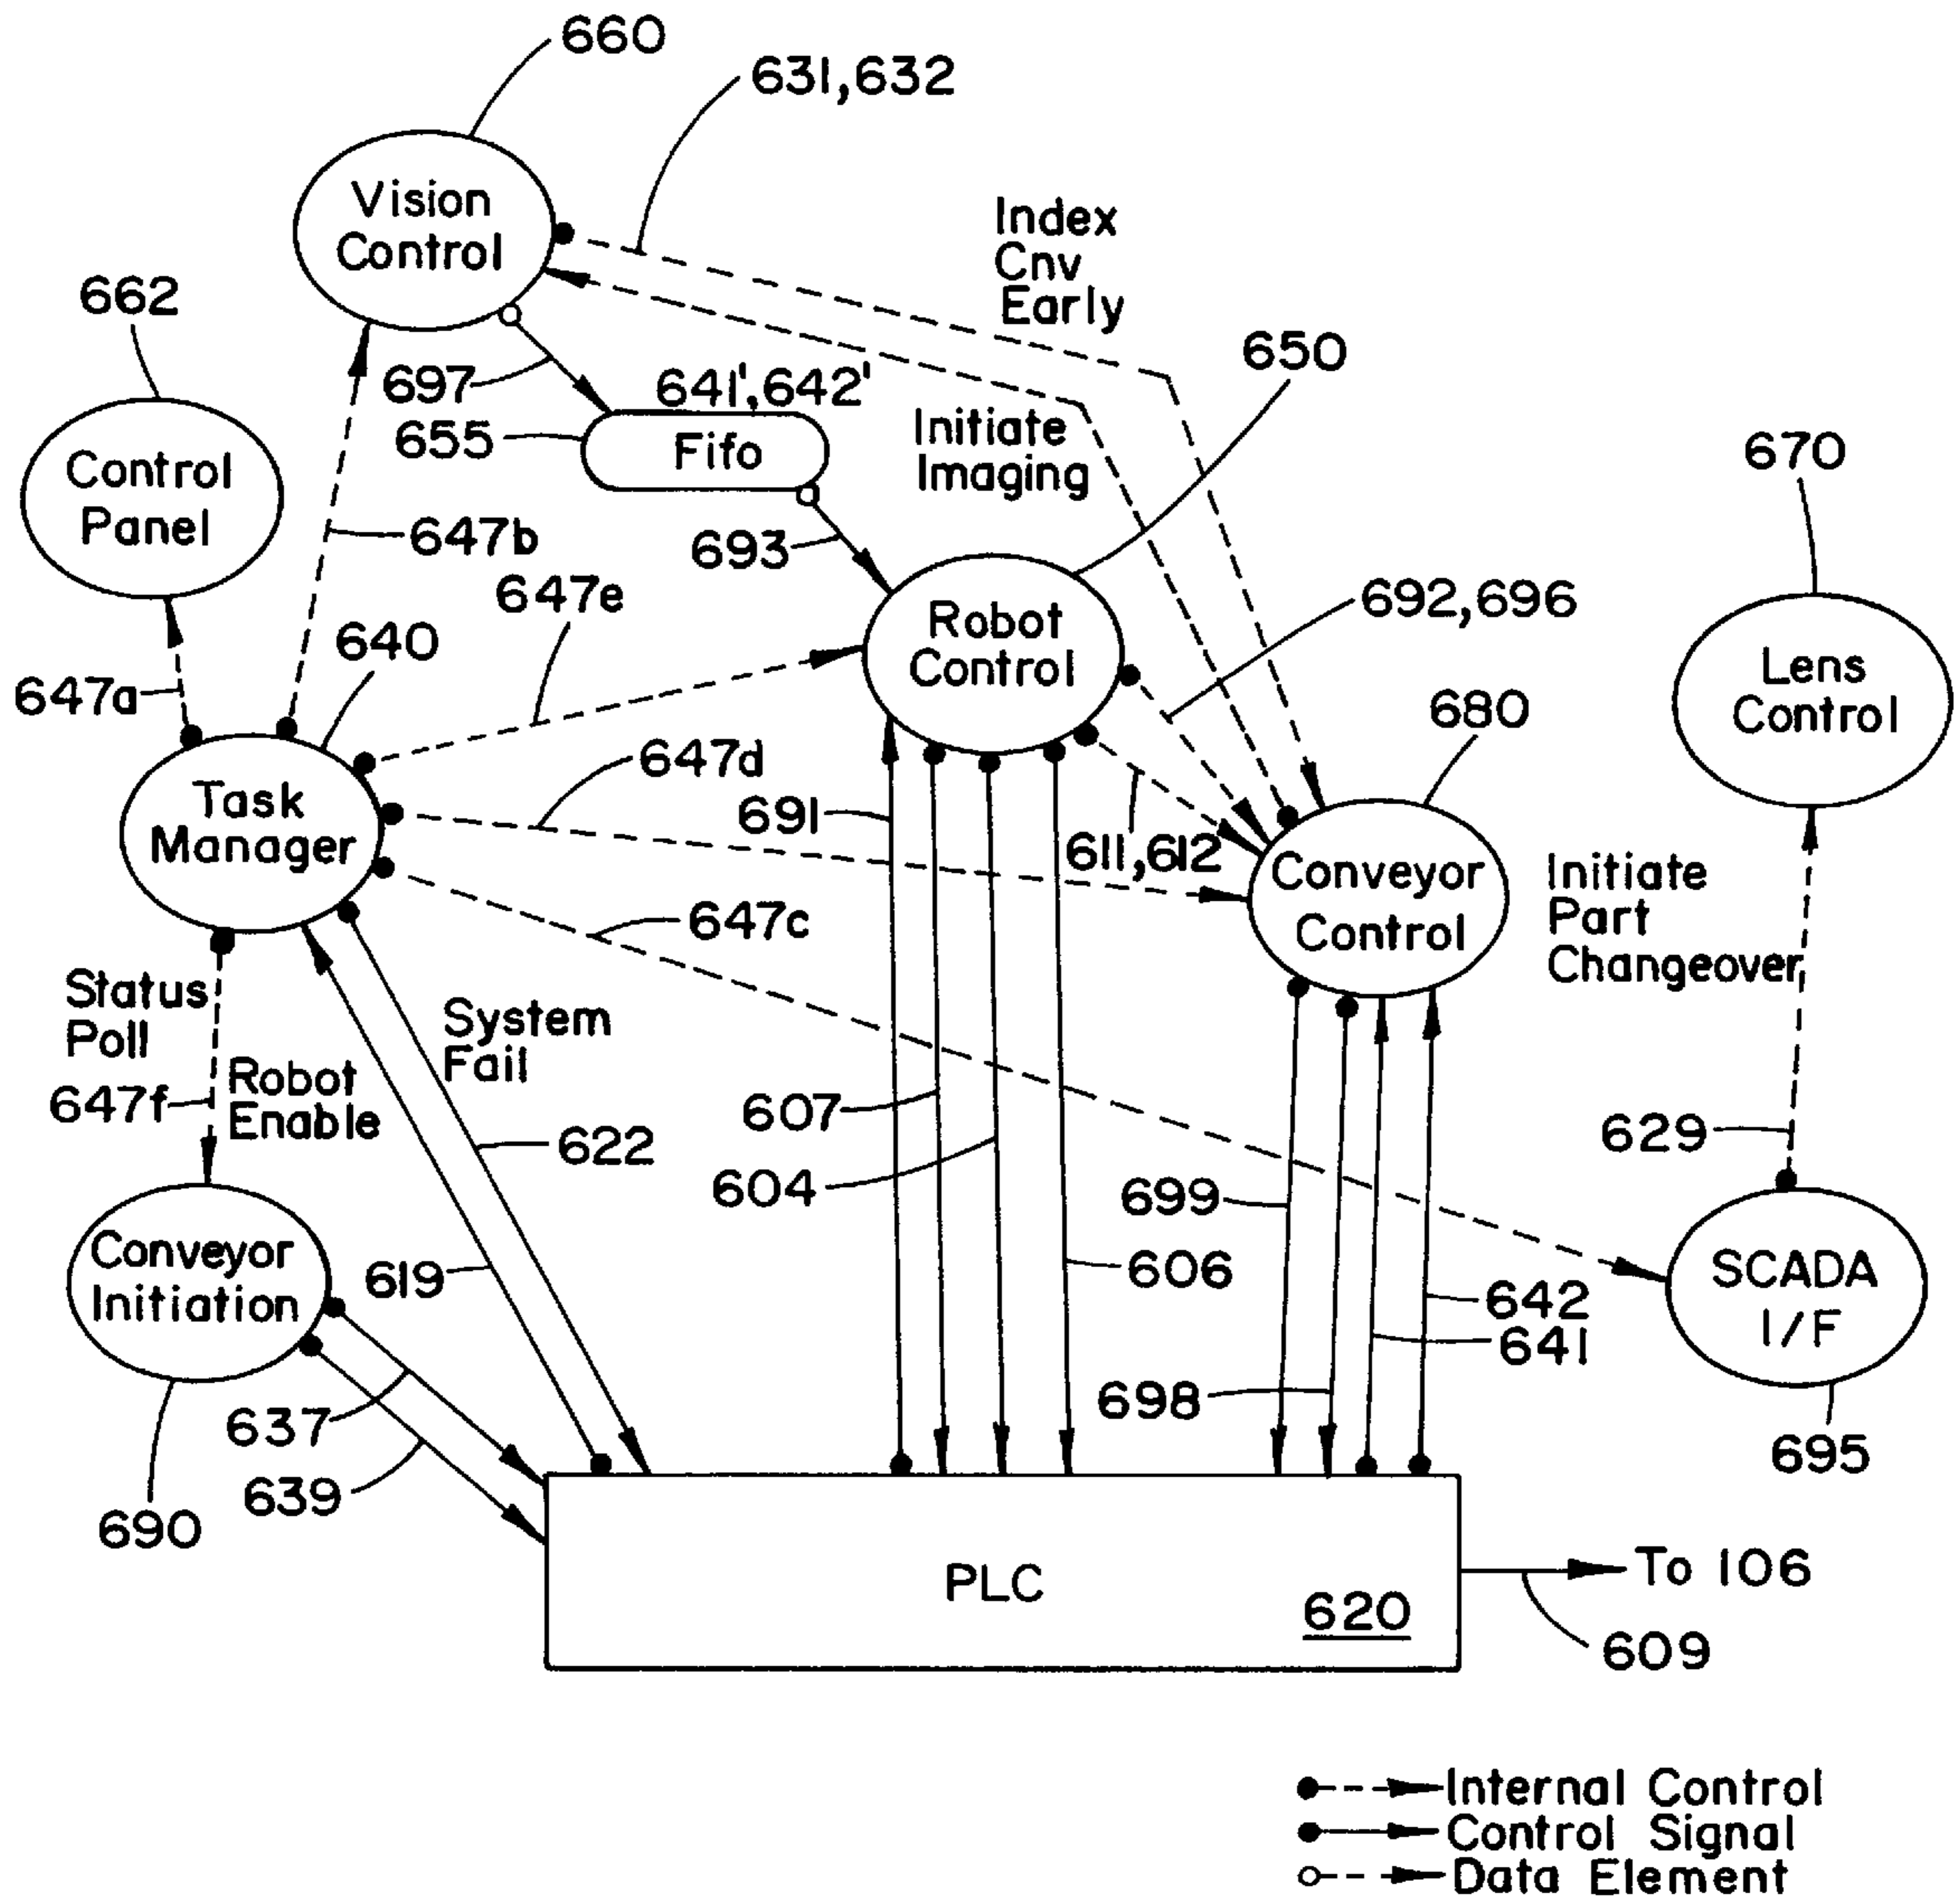 660
631,632
Vision
Control
Index
Cnv
Early
662
650
697
641',642'
655
Fifo
Initiate
Imaging
670
Control
Panel
647b
693
647e
692,696
640
Robot
Control
Lens
Control
647a
680
647d
691
Task
Manager
611,612
Conveyor
Control
Initiate
Part
Changeover
647c
Status
Poll
System
Fail
647f
Robot
Enable
607
622
629
604
699
Conveyor
Initiation
619
606
SCADA
I/F
642
641
698
637
639
695
690
PLC
620
To 106
609
Internal Control
Control Signal
Data Element